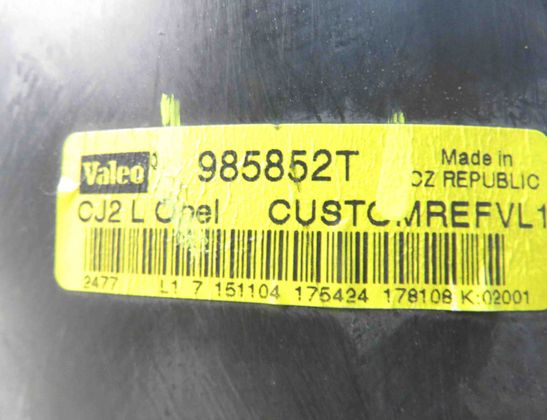 Valeo 985852T Made in
CZ REPUBLIC
CJ2 L Opel CUSTOMREFVL1
2477 L1 7 151104 175424 178108 K:02001